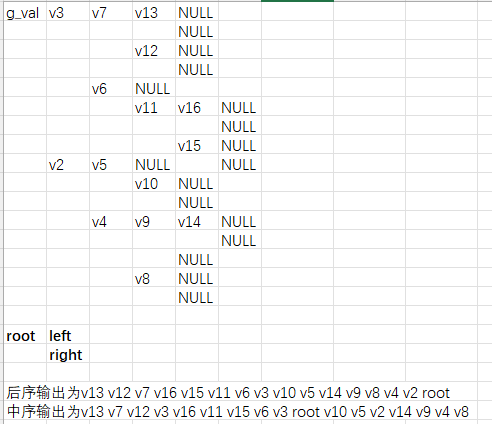 g_val v3 v7 v13 NULL
NULL
v12 NULL
NULL
v6 NULL
v11 v16 NULL
NULL
v15 NULL
v2 v5 NULL NULL
v10 NULL
NULL
v4 v9 v14 NULL
NULL
NULL
v8 NULL
NULL
root left
right
后序输出为v13 v12 v7 v16 v15 v11 v6 v3 v10 v5 v14 v9 v8 v4 v2 root
中序输出为v13 v7 v12 v3 v16 v11 v15 v6 v3 root v10 v5 v2 v14 v9 v4 v8